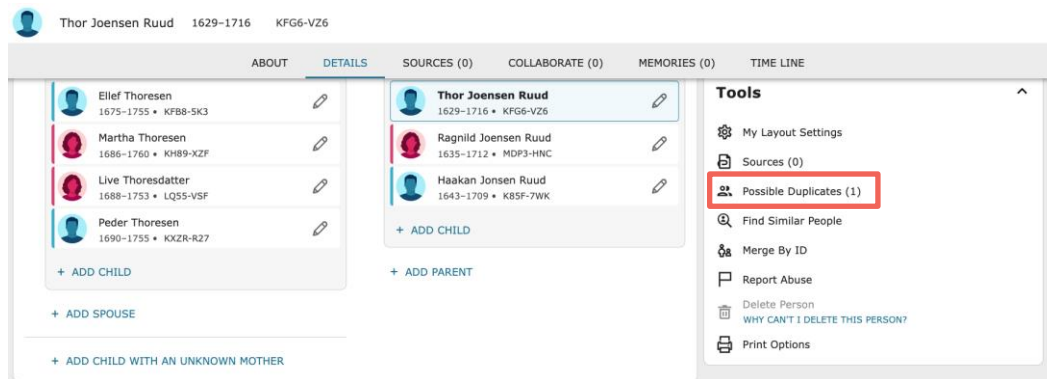 Thor Joensen Ruud 1629–1716 KFG6-VZ6
ABOUT DETAILS SOURCES (0) COLLABORATE (0) MEMORIES (0) TIME LINE
Ellef Thoresen
1675–1755 • KFB8-5K3
Martha Thoresen
1686–1760 • KH89-XZF
Live Thoresdatter
1688–1753 • LQ55-VSF
Peder Thoresen
1690–1755 • KXZR-R27
+ ADD CHILD
+ ADD SPOUSE
+ ADD CHILD WITH AN UNKNOWN MOTHER
Thor Joensen Ruud
1629–1716 • KFG6-VZ6
Ragnild Joensen Ruud
1635–1712 • MDP3-HNC
Haakan Jonsen Ruud
1643–1709 • K85F-7WK
+ ADD CHILD
+ ADD PARENT
Tools
My Layout Settings
Sources (0)
Possible Duplicates (1)
Find Similar People
Merge By ID
Report Abuse
Delete Person
WHY CAN'T I DELETE THIS PERSON?
Print Options